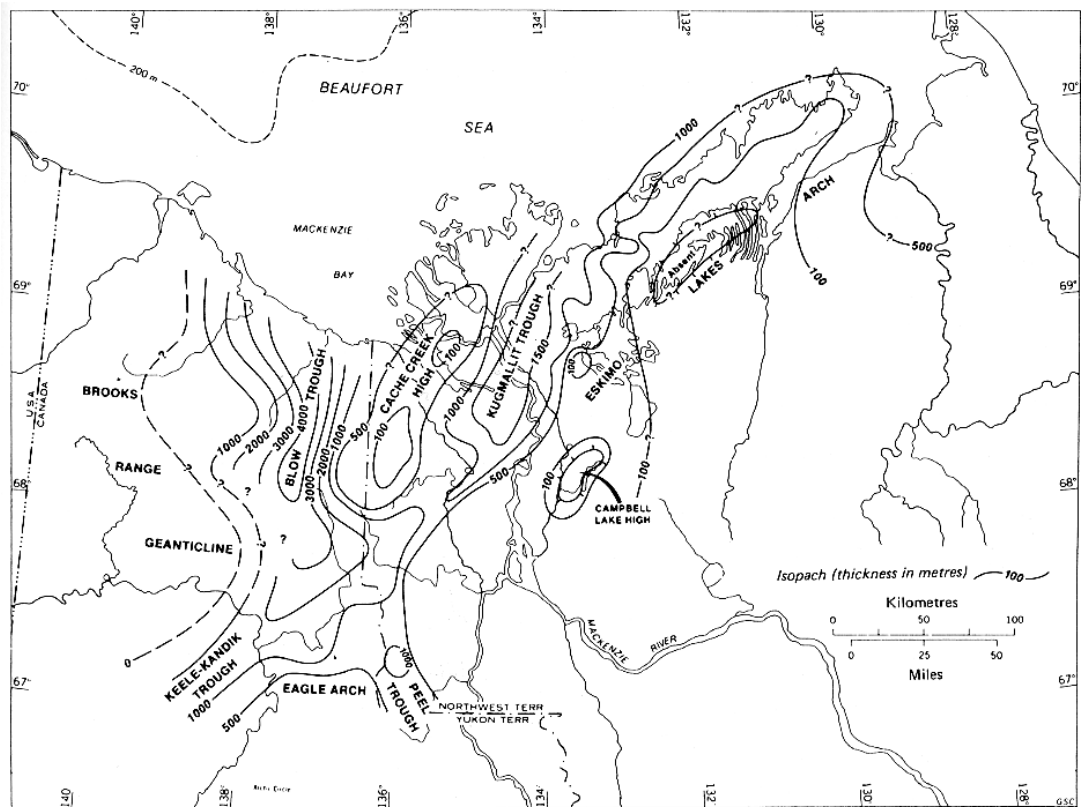 140°
138°
136°
134°
132°
130°
128°
200 m
BEAUFORT
SEA
70°
70°
?
?
?
1000
ARCH
?
500
100
MACKENZIE
BAY
Absent
LAKES
?
?
69°
69°
?
?
?
?
KUGMALLIT TROUGH
1500
1000
CACHE CREEK
HIGH
100
500
100
100
ESKIMO
U.S.A
CANADA
BROOKS
RANGE
GEANTICLINE
?
?
?
?
?
?
1000
2000
3000
4000
BLOW
TROUGH
3000
2000
1000
500
100
100
?
CAMPBELL
LAKE HIGH
68°
68°
Isopach (thickness in metres)
100
Kilometres
0
50
100
0
25
50
Miles
MACKENZIE
RIVER
0
KEELE-KANDIK
TROUGH
1000
500
EAGLE ARCH
1000
PEEL
TROUGH
NORTHWEST TERR
YUKON TERR
67°
67°
Arctic Circle
140
138°
136°
134°
132°
130°
128°
G.S.C.